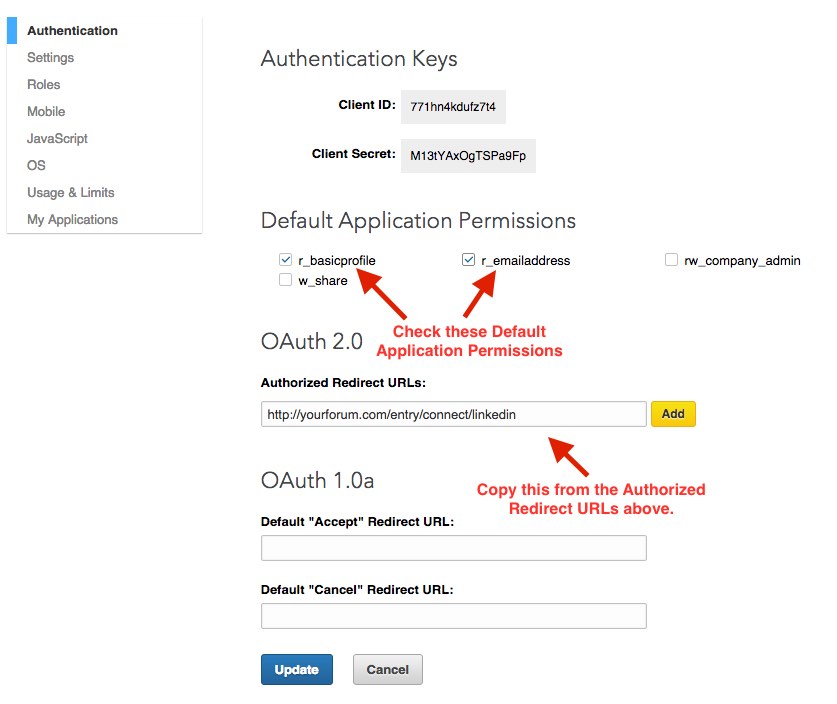 Authentication
Settings
Roles
Mobile
JavaScript
OS
Usage & Limits
My Applications
Authentication Keys
Client ID: 771hn4kdufz7t4
Client Secret: M13tYAxOgTSPa9Fp
Default Application Permissions
r_basicprofile r_emailaddress rw_company_admin
w_share
Check these Default
Application Permissions
OAuth 2.0
Authorized Redirect URLs:
http://yourforum.com/entry/connect/linkedin Add
Copy this from the Authorized
Redirect URLs above.
OAuth 1.0a
Default "Accept" Redirect URL:
Default "Cancel" Redirect URL:
Update Cancel